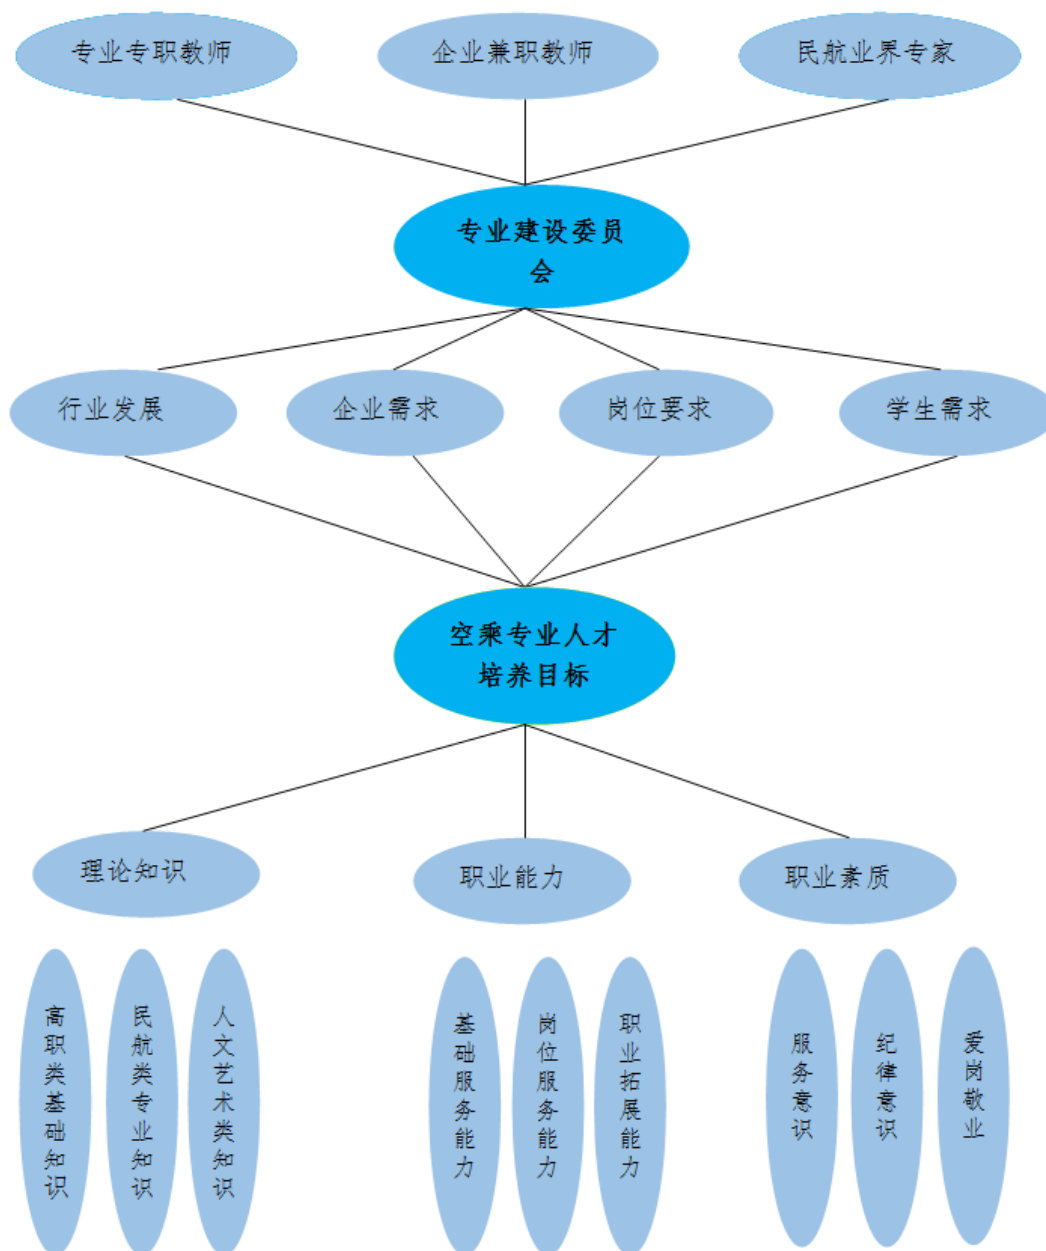 专业专职教师
企业兼职教师
民航业界专家
专业建设委员
会
行业发展
企业需求
岗位要求
学生需求
空乘专业人才
培养目标
理论知识
职业能力
职业素质
高职类基础知识
民航类专业知识
人文艺术类知识
基础服务能力
岗位服务能力
职业拓展能力
服务意识
纪律意识
爱岗敬业